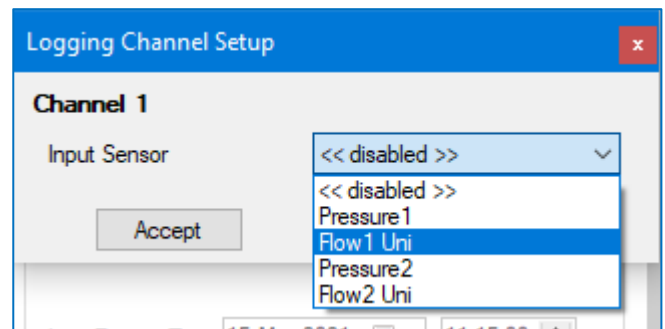 Logging Channel Setup
x
Channel 1
Input Sensor
<< disabled >>
<< disabled >>
Pressure1
Flow1 Uni
Pressure2
Flow2 Uni
Accept